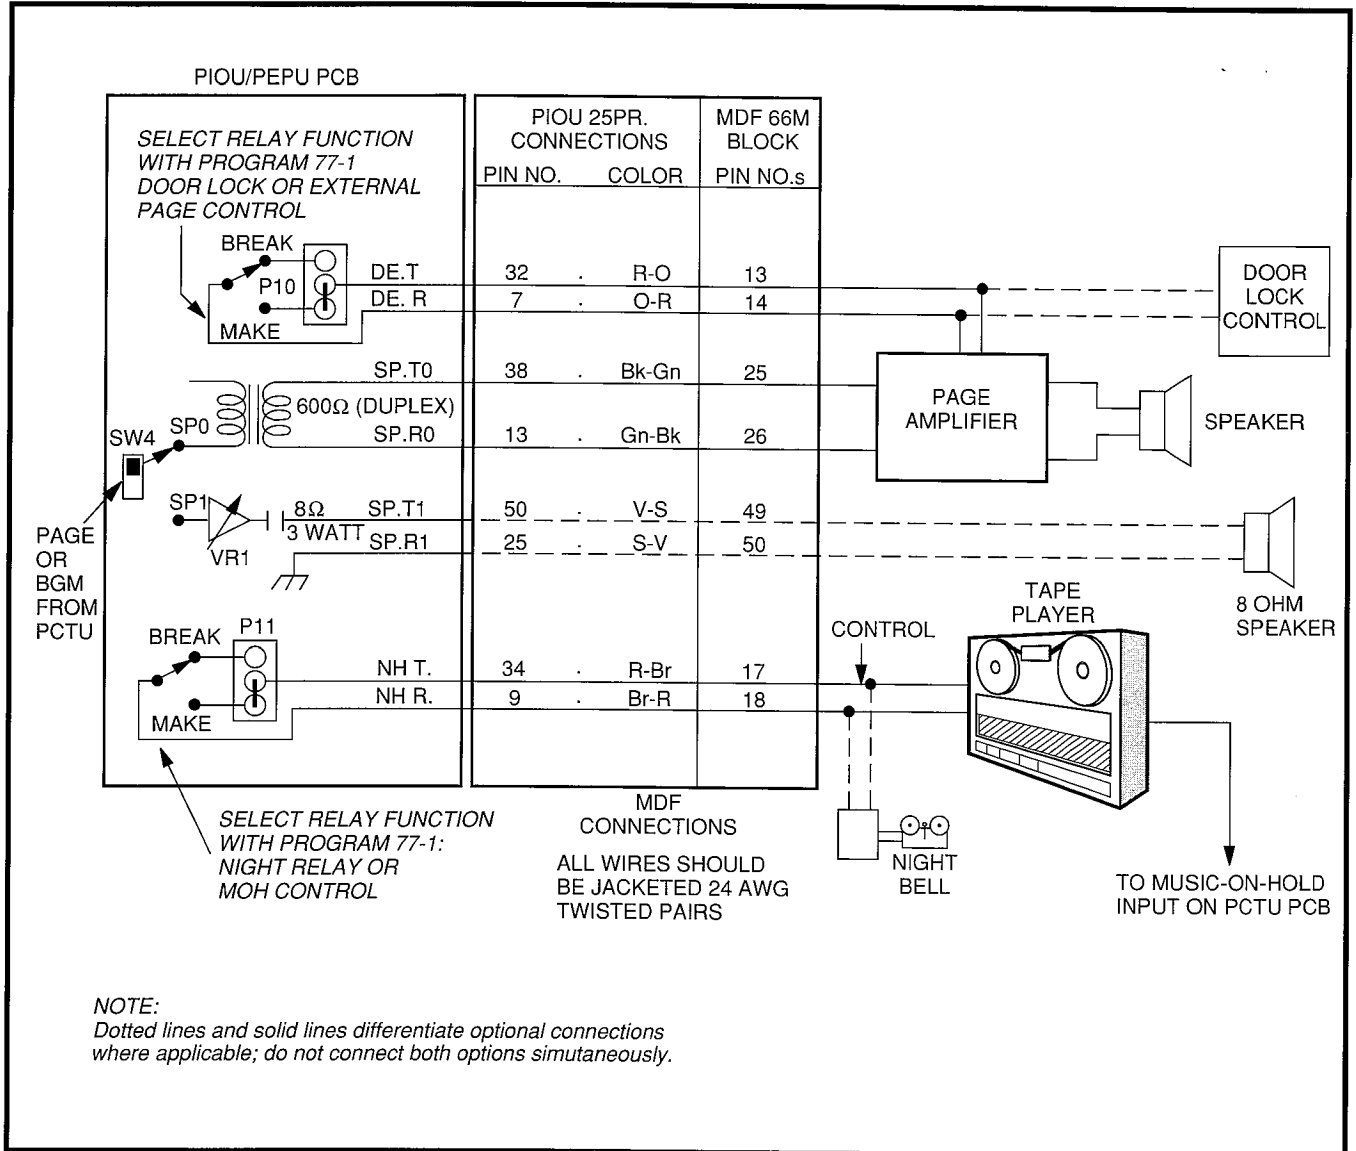 PIOU/PEPU PCB
SELECT RELAY FUNCTION
WITH PROGRAM 77-1
DOOR LOCK OR EXTERNAL
PAGE CONTROL
PIOU 25PR.
CONNECTIONS
PIN NO. COLOR
MDF 66M
BLOCK
PIN NO.s
BREAK
P10
MAKE
DE.T 32 . R-O 13
DE. R 7 . O-R 14
DOOR
LOCK
CONTROL
SP.T0 38 . Bk-Gn 25
600Ω (DUPLEX)
SP.R0 13 . Gn-Bk 26
PAGE
AMPLIFIER
SPEAKER
SW4
SP0
SP1
VR1
8Ω
3 WATT
SP.T1 50 . V-S 49
SP.R1 25 . S-V 50
8 OHM
SPEAKER
PAGE
OR
BGM
FROM
PCTU
P11
BREAK
MAKE
NH T. 34 . R-Br 17
NH R. 9 . Br-R 18
CONTROL
TAPE
PLAYER
NIGHT
BELL
TO MUSIC-ON-HOLD
INPUT ON PCTU PCB
SELECT RELAY FUNCTION
WITH PROGRAM 77-1:
NIGHT RELAY OR
MOH CONTROL
MDF
CONNECTIONS
ALL WIRES SHOULD
BE JACKETED 24 AWG
TWISTED PAIRS
NOTE:
Dotted lines and solid lines differentiate optional connections
where applicable; do not connect both options simutaneously.